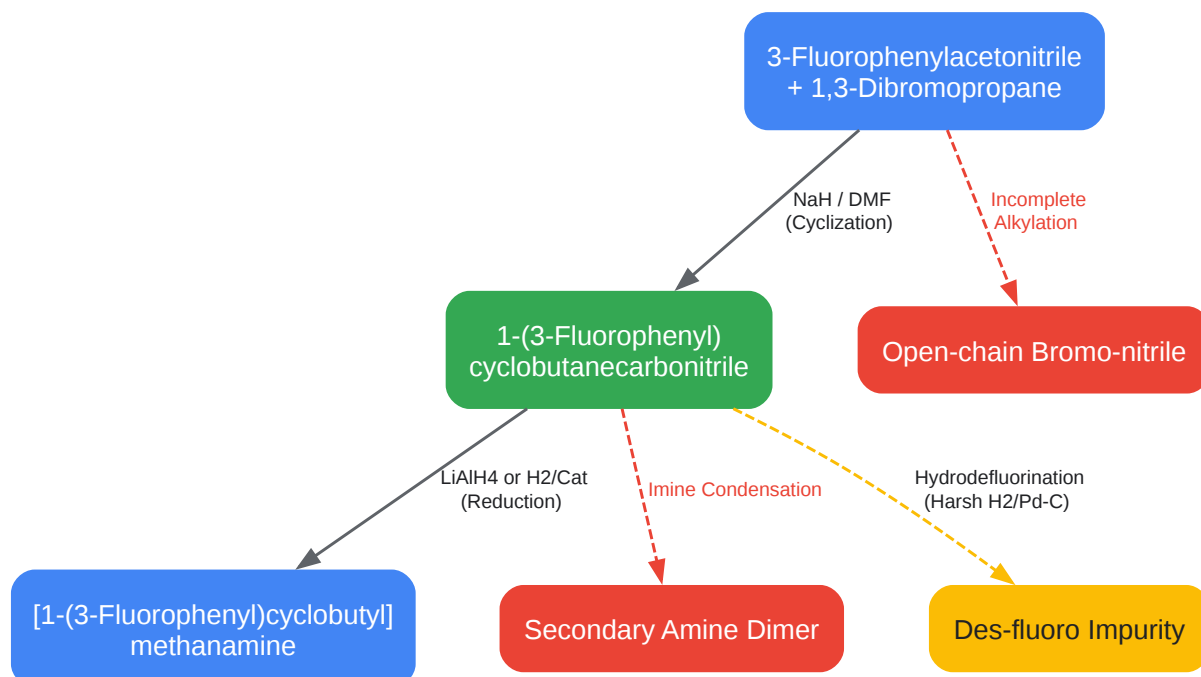 3-Fluorophenylacetonitrile
+ 1,3-Dibromopropane
NaH / DMF
(Cyclization)
Incomplete
Alkylation
1-(3-Fluorophenyl)
cyclobutanecarbonitrile
Open-chain Bromo-nitrile
LiAlH4 or H2/Cat
(Reduction)
Imine Condensation
Hydrodefluorination
(Harsh H2/Pd-C)
[1-(3-Fluorophenyl)cyclobutyl]
methanamine
Secondary Amine Dimer
Des-fluoro Impurity